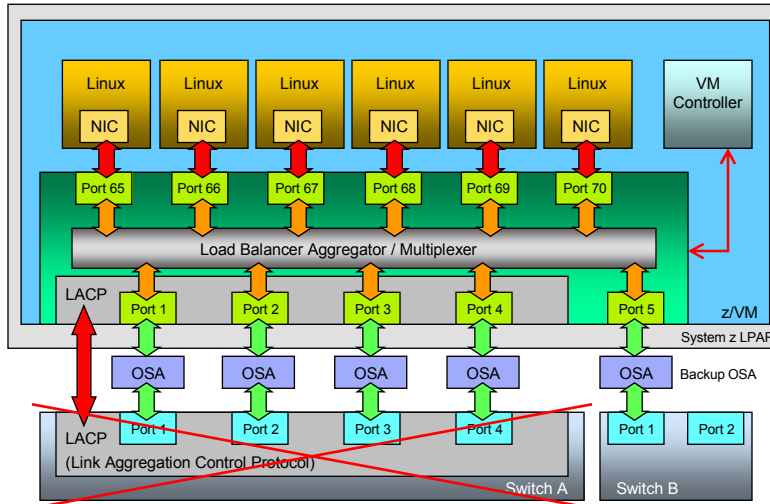 Linux Linux Linux Linux Linux Linux VM
Controller
NIC NIC NIC NIC NIC NIC
Port 65 Port 66 Port 67 Port 68 Port 69 Port 70
Load Balancer Aggregator / Multiplexer
LACP
Port 1 Port 2 Port 3 Port 4 Port 5
z/VM
System z LPAR
OSA OSA OSA OSA OSA Backup OSA
LACP Port 1 Port 2 Port 3 Port 4 Port 1 Port 2
(Link Aggregation Control Protocol)
Switch A Switch B